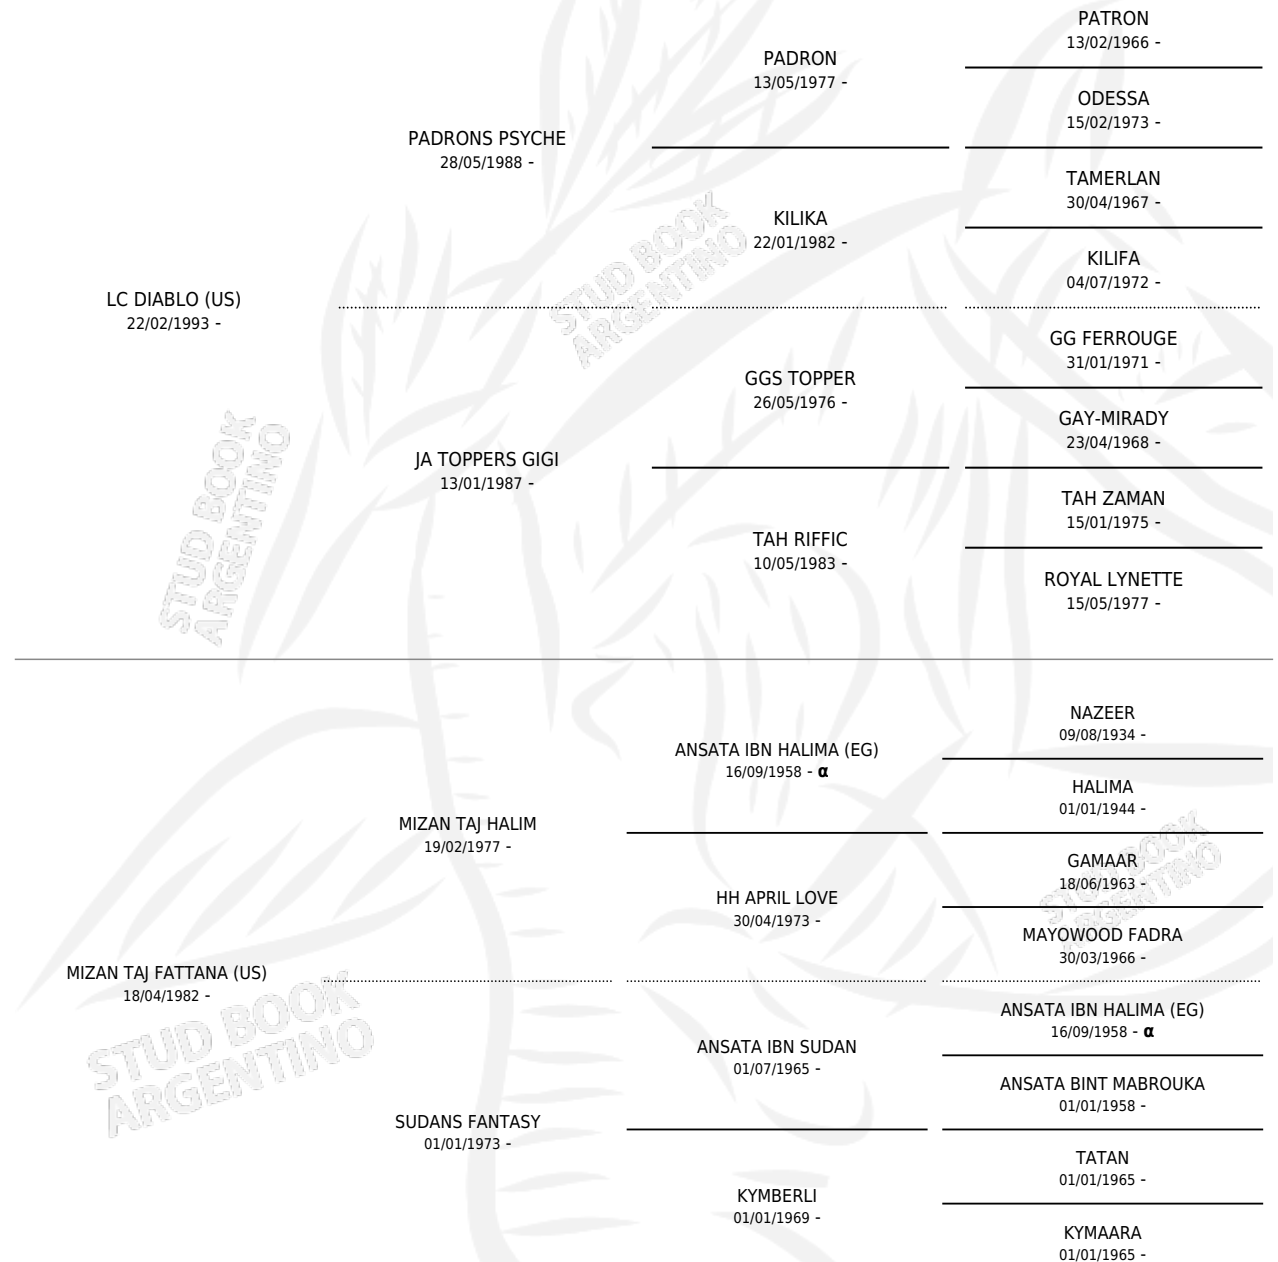 PATRON
13/02/1966 -
PADRON
13/05/1977 -
ODESSA
15/02/1973 -
PADRONS PSYCHE
28/05/1988 -
TAMERLAN
30/04/1967 -
KILIKA
22/01/1982 -
KILIFA
04/07/1972 -
LC DIABLO (US)
22/02/1993 -
GG FERROUGE
31/01/1971 -
GGS TOPPER
26/05/1976 -
GAY-MIRADY
23/04/1968 -
JA TOPPERS GIGI
13/01/1987 -
TAH ZAMAN
15/01/1975 -
TAH RIFFIC
10/05/1983 -
ROYAL LYNETTE
15/05/1977 -
NAZEER
09/08/1934 -
ANSATA IBN HALIMA (EG)
16/09/1958 - α
HALIMA
01/01/1944 -
MIZAN TAJ HALIM
19/02/1977 -
GAMAAR
18/06/1963 -
HH APRIL LOVE
30/04/1973 -
MAYOWOOD FADRA
30/03/1966 -
MIZAN TAJ FATTANA (US)
18/04/1982 -
ANSATA IBN HALIMA (EG)
16/09/1958 - α
ANSATA IBN SUDAN
01/07/1965 -
ANSATA BINT MABROUKA
01/01/1958 -
SUDANS FANTASY
01/01/1973 -
TATAN
01/01/1965 -
KYMBERLI
01/01/1969 -
KYMAARA
01/01/1965 -
STUD BOOK
ARGENTINO
STUD BOOK
ARGENTINO
STUD BOOK
ARGENTINO
STUD BOOK
ARGENTINO